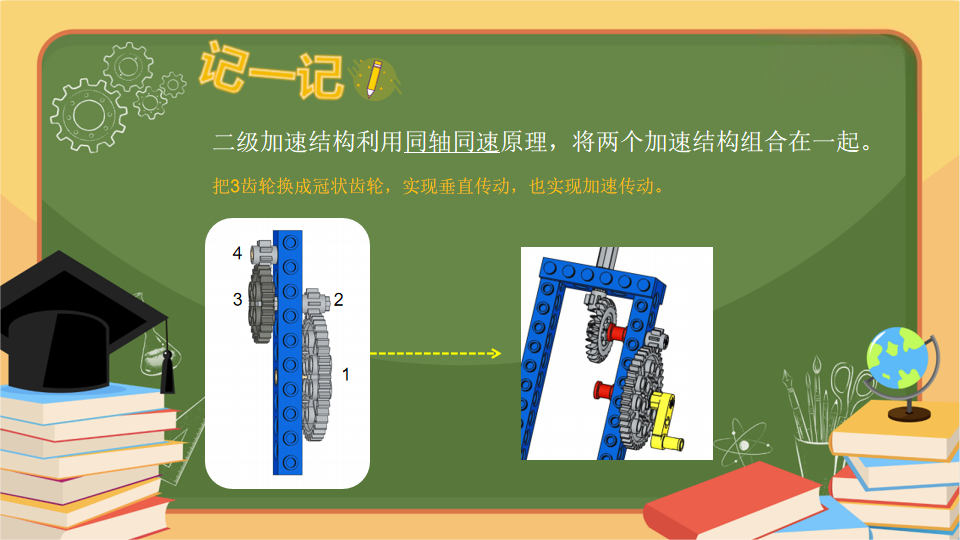 记一记
二级加速结构利用同轴同速原理，将两个加速结构组合在一起。
把3齿轮换成冠状齿轮，实现垂直传动，也实现加速传动。
4
3
2
1